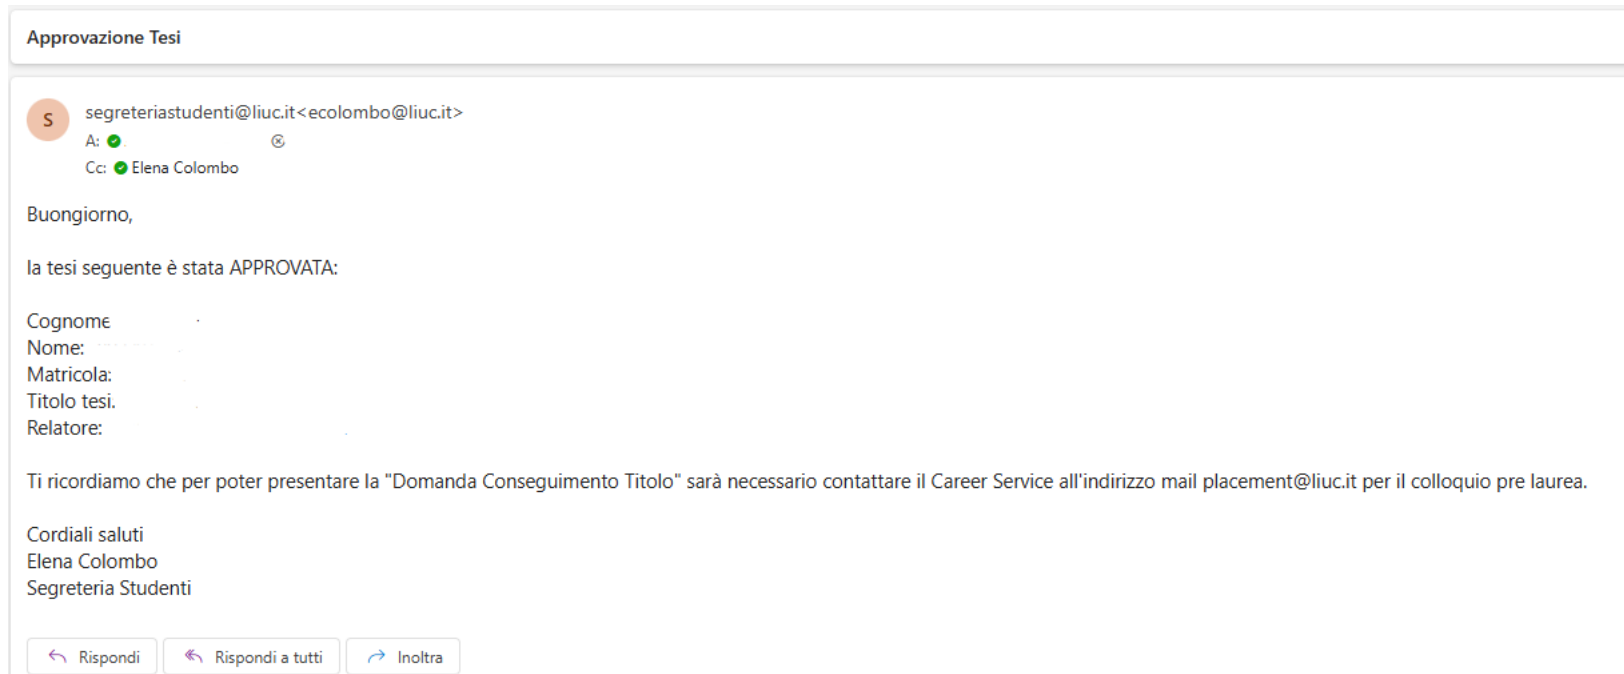 Approvazione Tesi
S
segreteriastudenti@liuc.it<ecolombo@liuc.it>
A:
Cc: Elena Colombo
Buongiorno,
la tesi seguente è stata APPROVATA:
Cognome
Nome:
Matricola:
Titolo tesi.
Relatore:
Ti ricordiamo che per poter presentare la "Domanda Conseguimento Titolo" sarà necessario contattare il Career Service all'indirizzo mail placement@liuc.it per il colloquio pre laurea.
Cordiali saluti
Elena Colombo
Segreteria Studenti
Rispondi Rispondi a tutti Inoltra